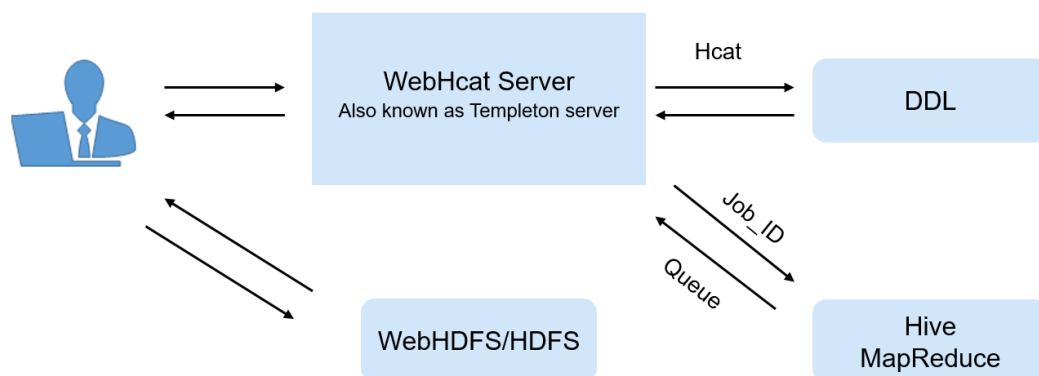 Hcat
WebHcat Server
Also known as Templeton server
DDL
Job_ID
Queue
WebHDFS/HDFS
Hive
MapReduce